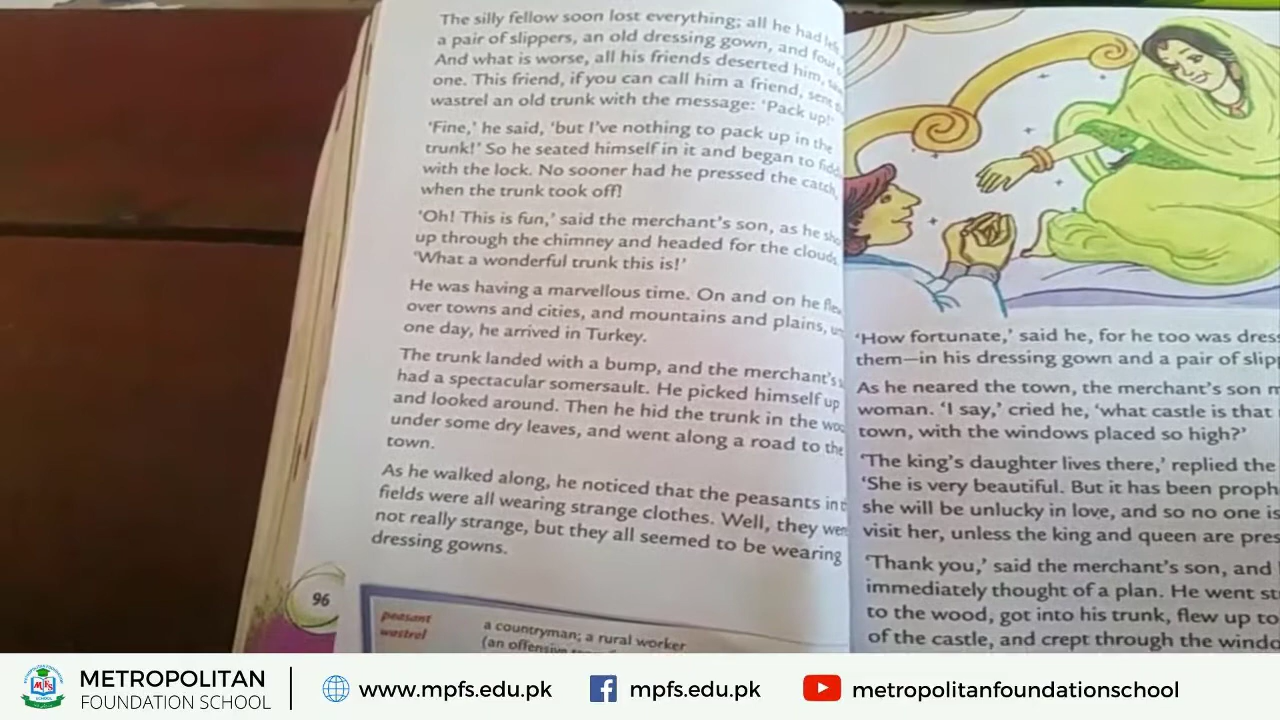 The silly fellow soon lost everything; all he had left
a pair of slippers, an old dressing gown, and four
And what is worse, all his friends deserted him,
one. This friend, if you can call him a friend, sent
wastrel an old trunk with the message: ‘Pack up!’
‘Fine,’ he said, ‘but I’ve nothing to pack up in the
trunk!’ So he seated himself in it and began to
with the lock. No sooner had he pressed the catch,
when the trunk took off!
‘Oh! This is fun,’ said the merchant’s son, as he
up through the chimney and headed for the clouds.
‘What a wonderful trunk this is!’
He was having a marvellous time. On and on he flew
over towns and cities, and mountains and plains,
one day, he arrived in Turkey.
The trunk landed with a bump, and the merchant’s
had a spectacular somersault. He picked himself up
and looked around. Then he hid the trunk in the
under some dry leaves, and went along a road to the
town.
As he walked along, he noticed that the peasants in
fields were all wearing strange clothes. Well, they were
not really strange, but they all seemed to be wearing
dressing gowns.
96
peasant a countryman; a rural worker
wastrel (an offensive
‘How fortunate,’ said he, for he too was
them—in his dressing gown and a pair of
As he neared the town, the merchant’s son
woman. ‘I say,’ cried he, ‘what castle is that
town, with the windows placed so high?’
‘The king’s daughter lives there,’ replied the
‘She is very beautiful. But it has been
she will be unlucky in love, and so no one is
visit her, unless the king and queen are
‘Thank you,’ said the merchant’s son, and
immediately thought of a plan. He went
to the wood, got into his trunk, flew up to
of the castle, and crept through the
METROPOLITAN
FOUNDATION SCHOOL
www.mpfs.edu.pk
mpfs.edu.pk
metropolitanfoundationschool